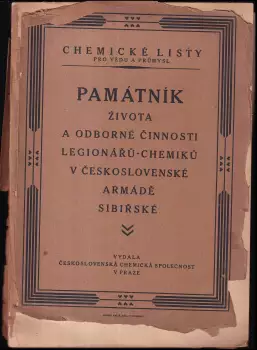 CHEMICKÉ LISTY
PRO VĚDU A PRŮMYSL
PAMÁTNÍK
ŽIVOTA
A ODBORNÉ ČINNOSTI
LEGIONÁŘŮ-CHEMIKŮ
V ČESKOSLOVENSKÉ
ARMÁDĚ
SIBIŘSKÉ
VYDALA
ČESKOSLOVENSKÁ CHEMICKÁ SPOLEČNOST
V PRAZE